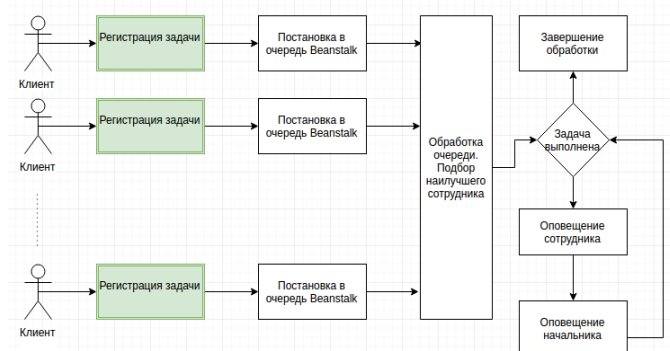 Регистрация задачи
Постановка в
очередь Beanstalk
Завершение
обработки
Клиент
Регистрация задачи
Постановка в
очередь Beanstalk
Обработка
очереди.
Подбор
наилучшего
сотрудника
Задача
выполнена
Клиент
Оповещение
сотрудника
Регистрация задачи
Постановка в
очередь Beanstalk
Клиент
Оповещение
начальника